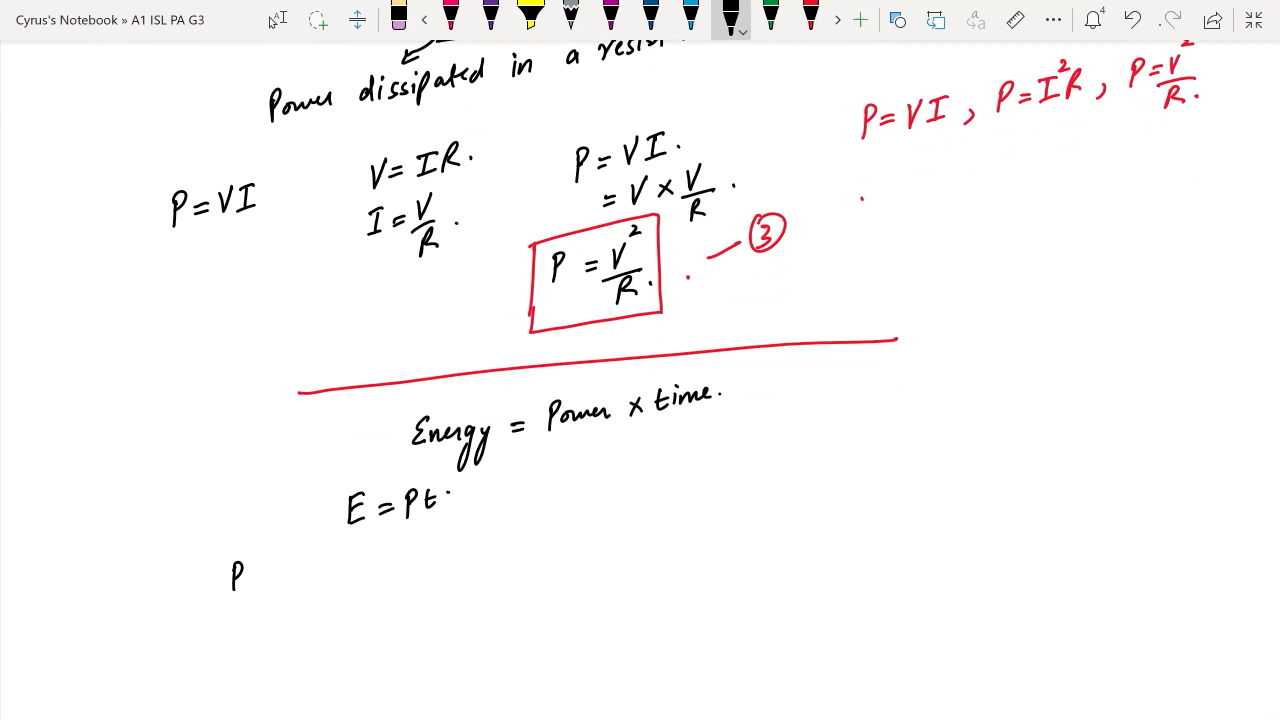 Cyrus's Notebook » A1 ISL PA G3
4
Power dissipated in a
P = VI , P = I²R , P = V²/R.
P = VI
V = IR.
I = V/R.
P = VI.
= V × V/R.
P = V²/R.
3
Energy = Power × time.
E = Pt.
P